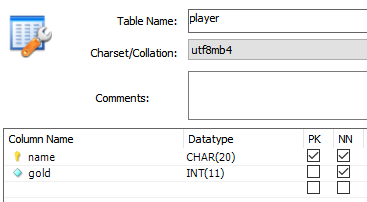 Table Name: player
Charset/Collation: utf8mb4
Comments:
Column Name Datatype PK NN
name CHAR(20)
gold INT(11)